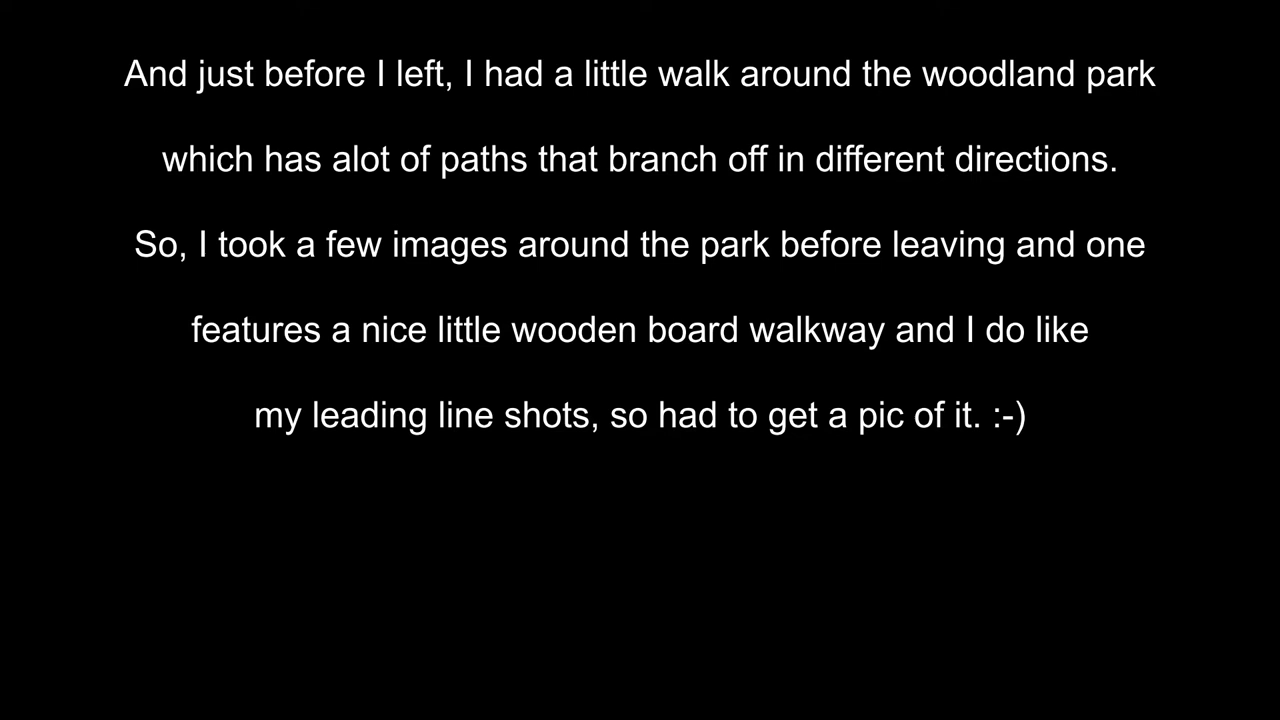 And just before I left, I had a little walk around the woodland park
which has alot of paths that branch off in different directions.
So, I took a few images around the park before leaving and one
features a nice little wooden board walkway and I do like
my leading line shots, so had to get a pic of it. :-)